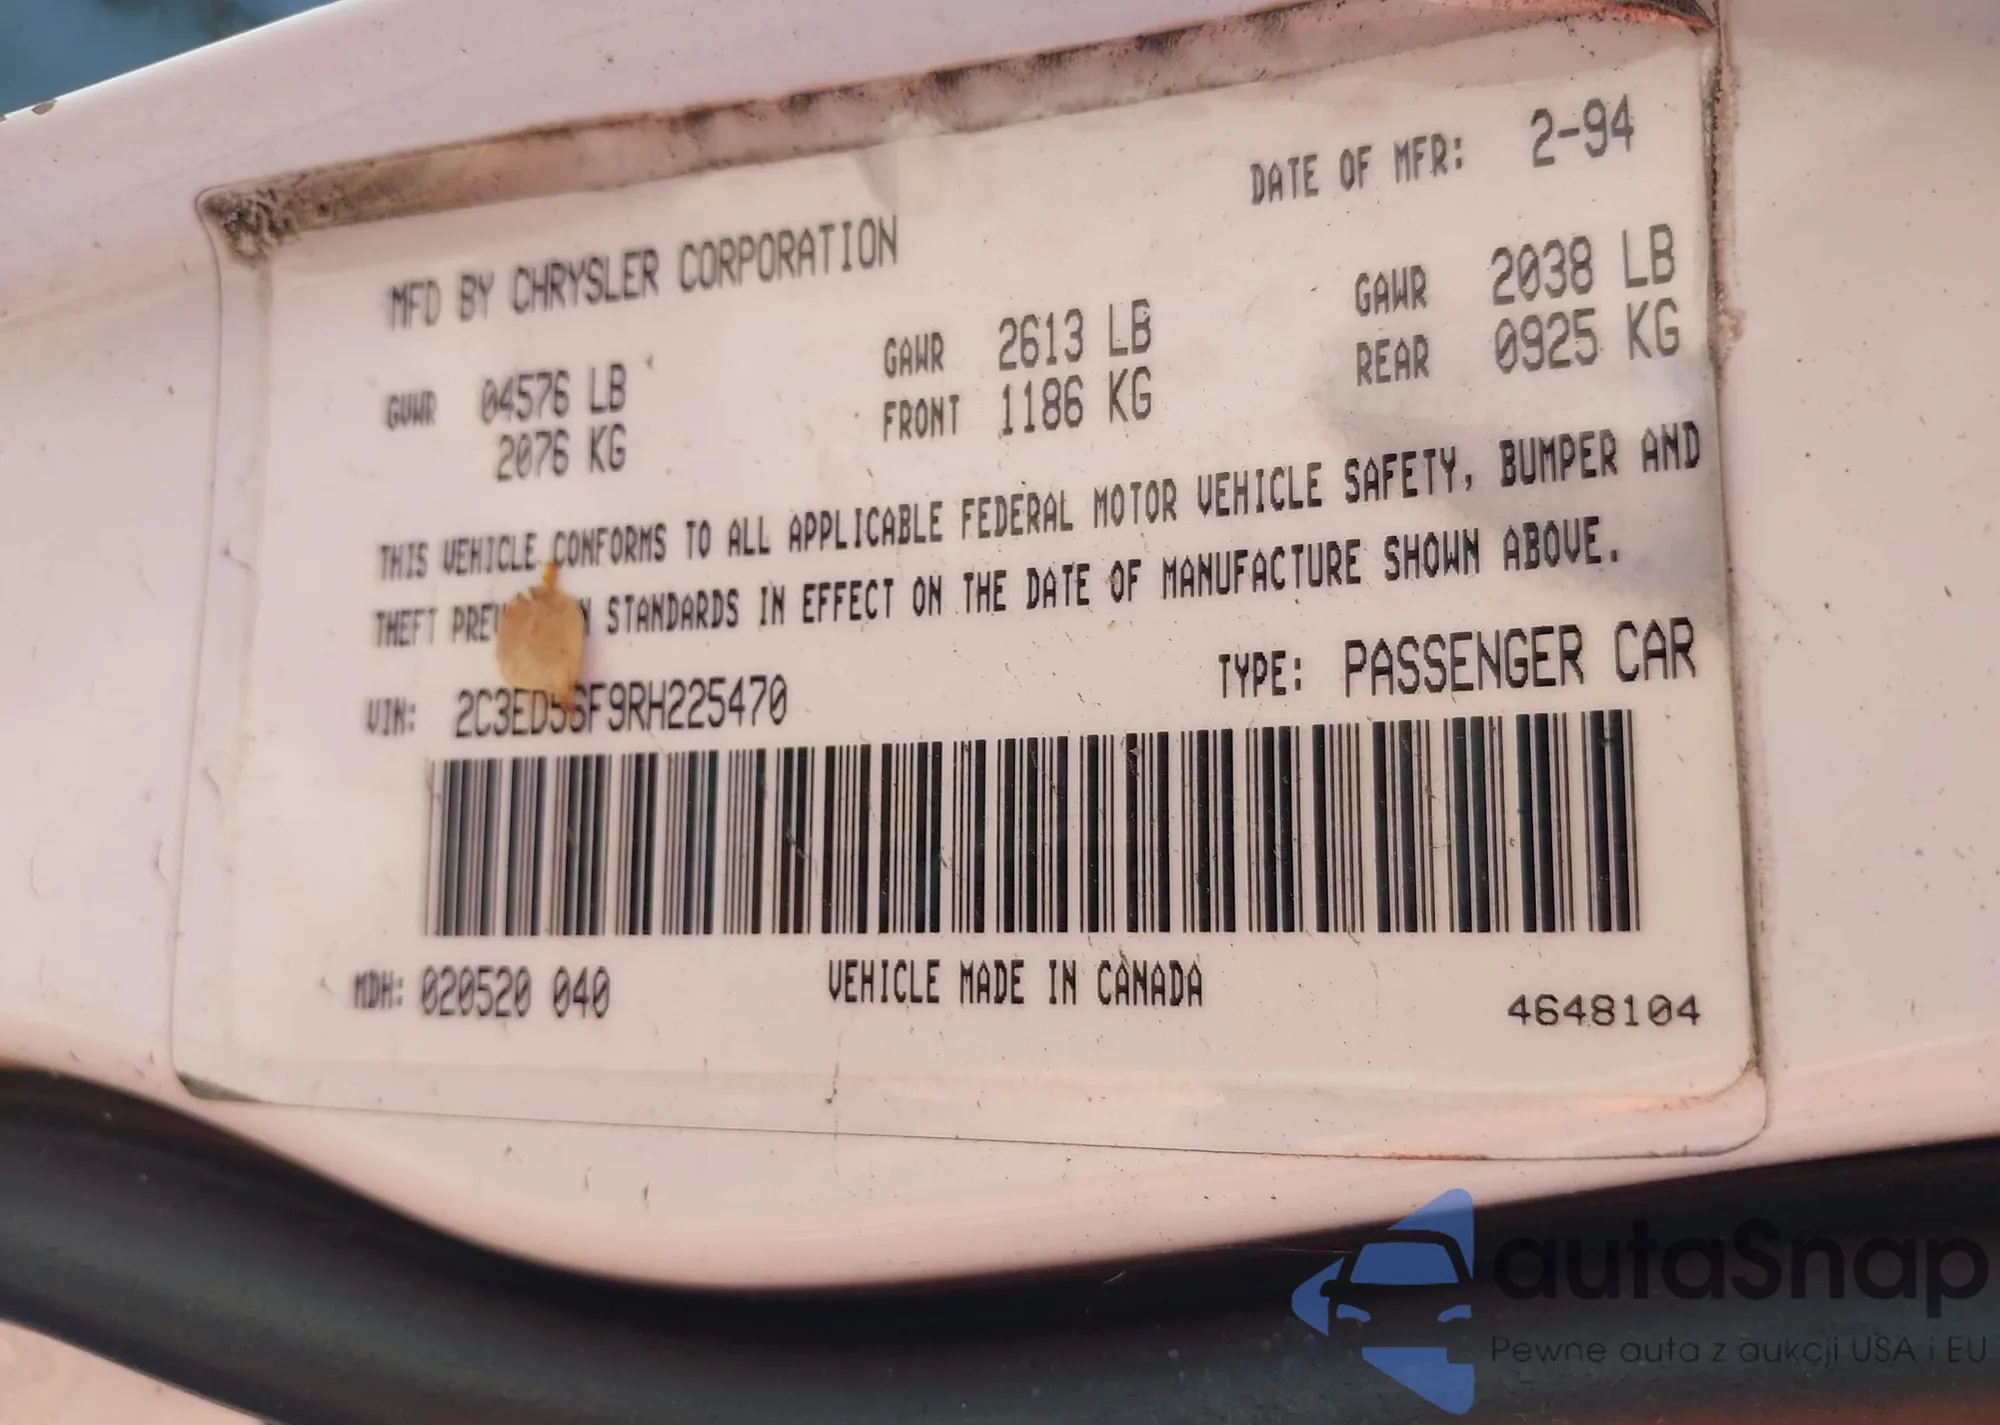 DATE OF MFR: 2-94
MFD BY CHRYSLER CORPORATION
GVWR 04576 LB GAWR 2613 LB GAWR 2038 LB
2076 KG FRONT 1186 KG REAR 0925 KG
THIS VEHICLE CONFORMS TO ALL APPLICABLE FEDERAL MOTOR VEHICLE SAFETY, BUMPER AND
THEFT STANDARDS IN EFFECT ON THE DATE OF MANUFACTURE SHOWN ABOVE.
VIN: 2C3ED56F9RH225470 TYPE: PASSENGER CAR
MDH: 020520 040 VEHICLE MADE IN CANADA 4648104
autaSnap
Pewne auta z aukcji USA i EU